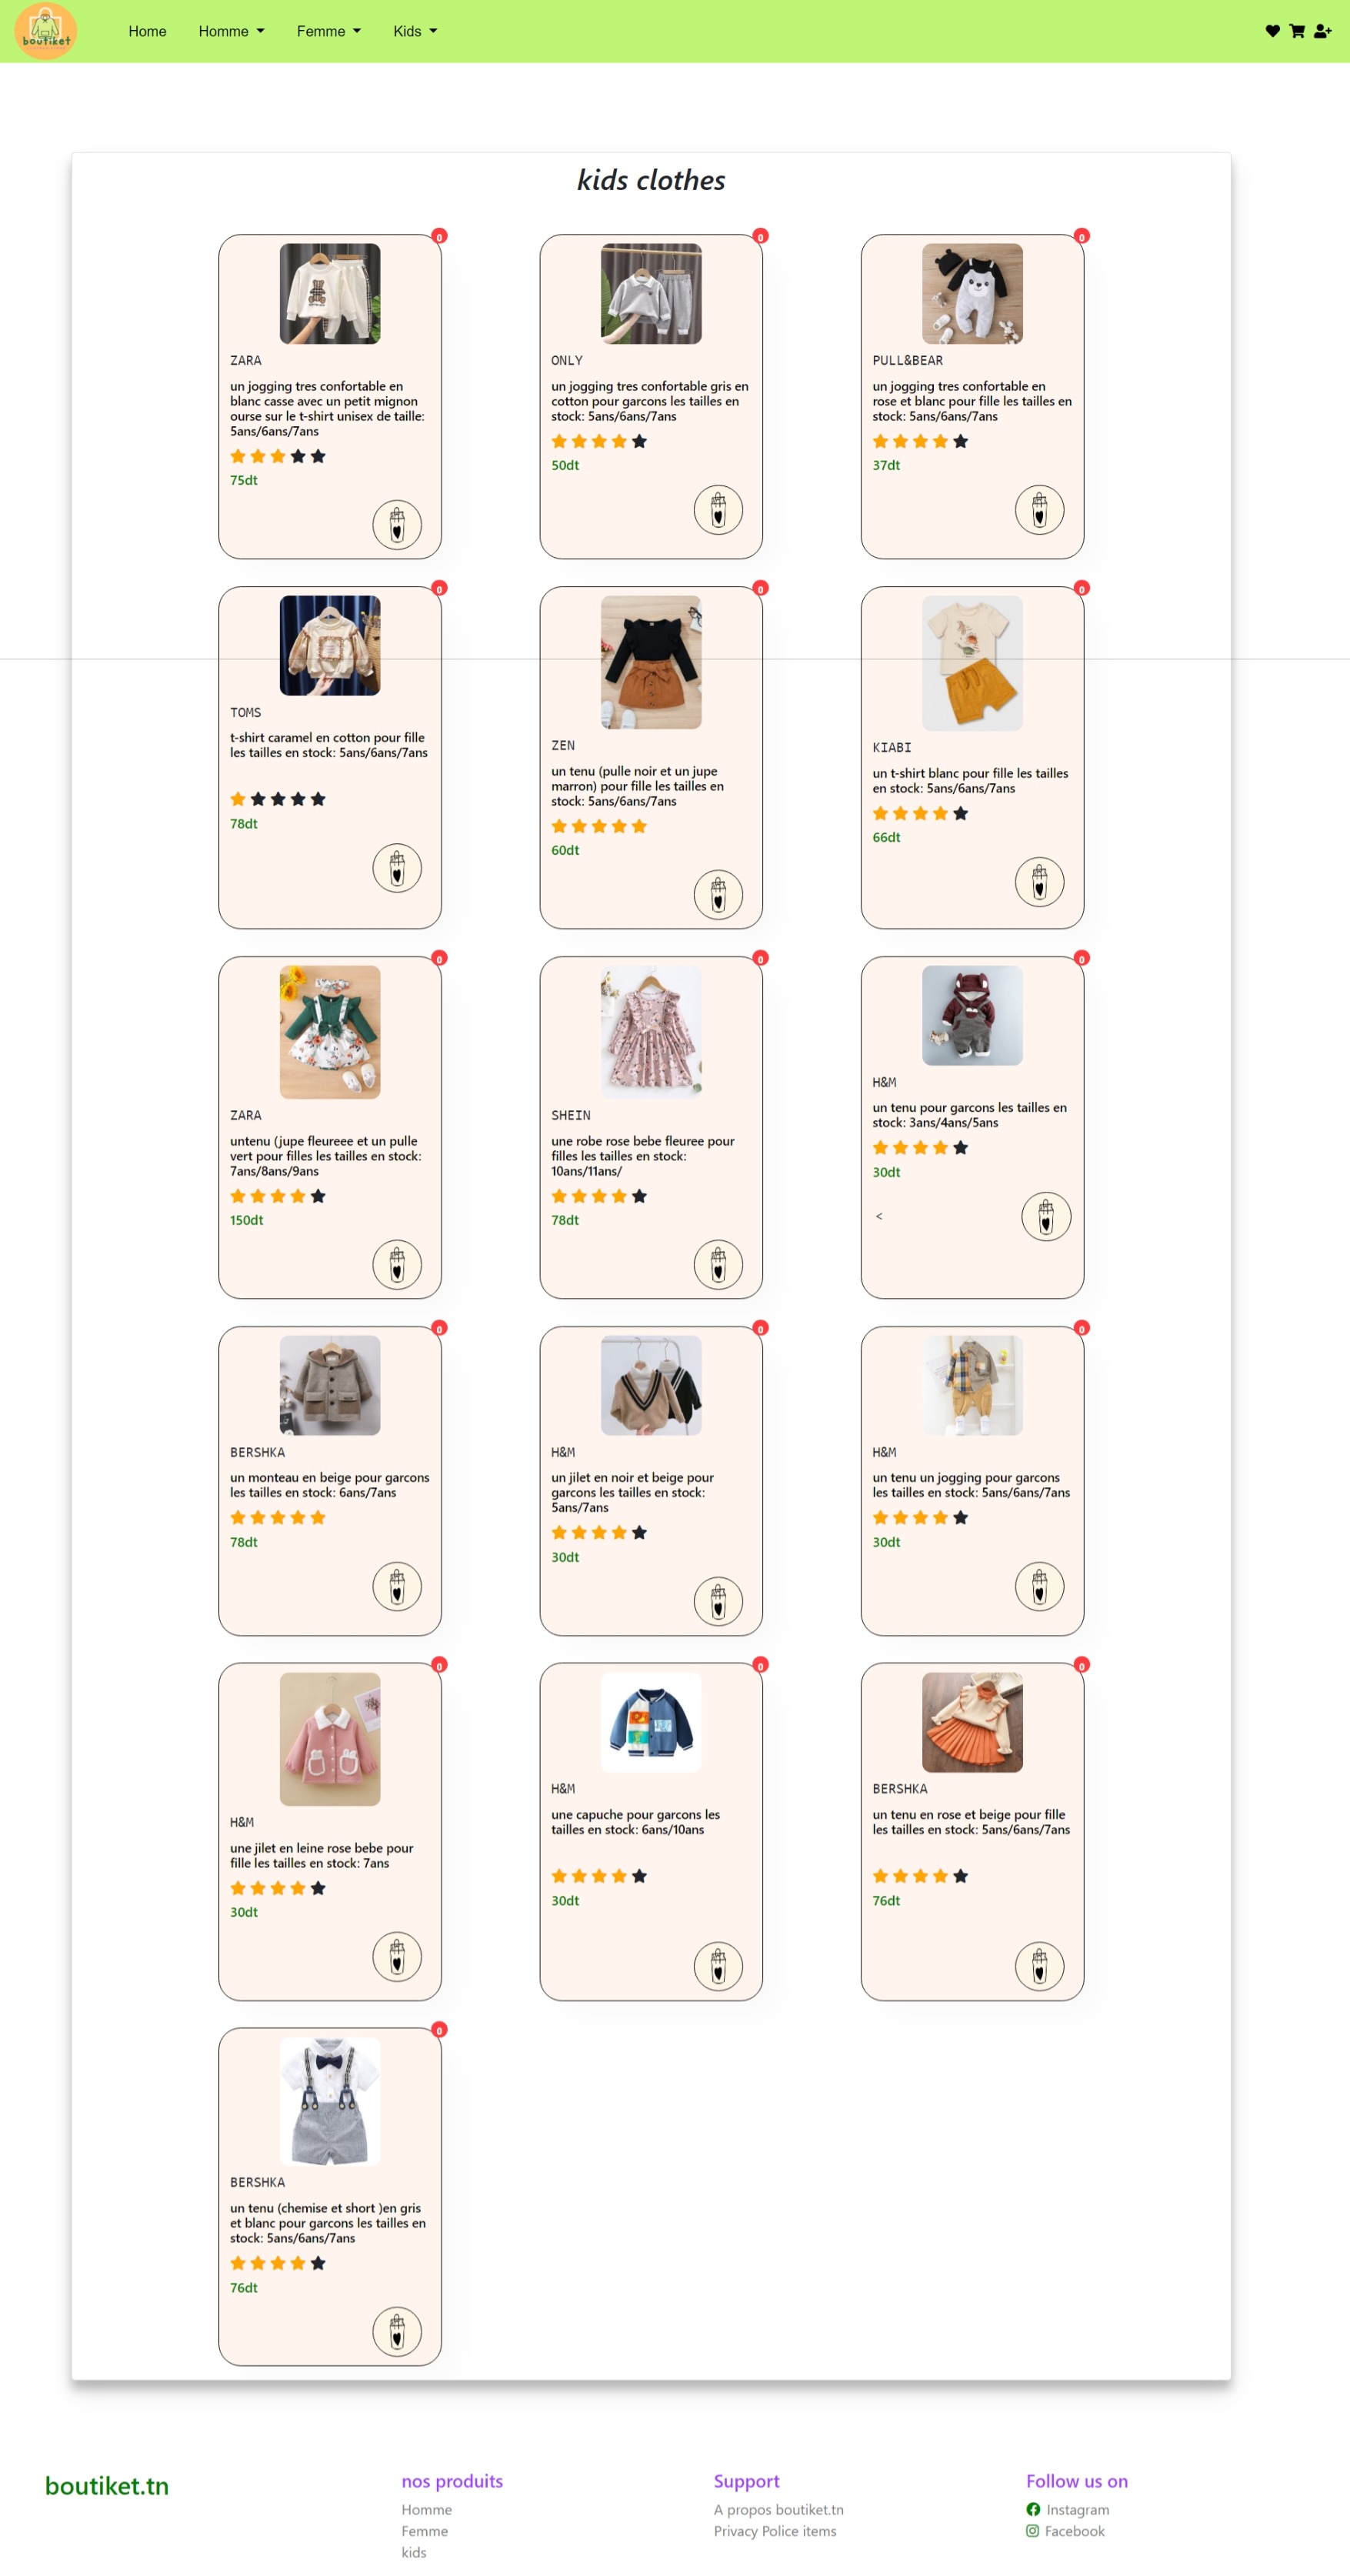 boutiket
Home Homme Femme Kids
kids clothes
0
ZARA
un jogging tres confortable en
blanc casse avec un petit mignon
ourse sur le t-shirt unisex de taille:
5ans/6ans/7ans
75dt
0
ONLY
un jogging tres confortable gris en
cotton pour garcons les tailles en
stock: 5ans/6ans/7ans
50dt
0
PULL&BEAR
un jogging tres confortable en
rose et blanc pour fille les tailles en
stock: 5ans/6ans/7ans
37dt
0
TOMS
t-shirt caramel en cotton pour fille
les tailles en stock: 5ans/6ans/7ans
78dt
0
ZEN
un tenu (pulle noir et un jupe
marron) pour fille les tailles en
stock: 5ans/6ans/7ans
60dt
0
KIABI
un t-shirt blanc pour fille les tailles
en stock: 5ans/6ans/7ans
66dt
0
ZARA
untenu (jupe fleureee et un pulle
vert pour filles les tailles en stock:
7ans/8ans/9ans
150dt
0
SHEIN
une robe rose bebe fleuree pour
filles les tailles en stock:
10ans/11ans/
78dt
0
H&M
un tenu pour garcons les tailles en
stock: 3ans/4ans/5ans
30dt
<
0
BERSHKA
un monteau en beige pour garcons
les tailles en stock: 6ans/7ans
78dt
0
H&M
un jilet en noir et beige pour
garcons les tailles en stock:
5ans/7ans
30dt
0
H&M
un tenu un jogging pour garcons
les tailles en stock: 5ans/6ans/7ans
30dt
0
H&M
une jilet en leine rose bebe pour
fille les tailles en stock: 7ans
30dt
0
H&M
une capuche pour garcons les
tailles en stock: 6ans/10ans
30dt
0
BERSHKA
un tenu en rose et beige pour fille
les tailles en stock: 5ans/6ans/7ans
76dt
0
BERSHKA
un tenu (chemise et short )en gris
et blanc pour garcons les tailles en
stock: 5ans/6ans/7ans
76dt
boutiket.tn
nos produits
Homme
Femme
kids
Support
A propos boutiket.tn
Privacy Police items
Follow us on
Instagram
Facebook